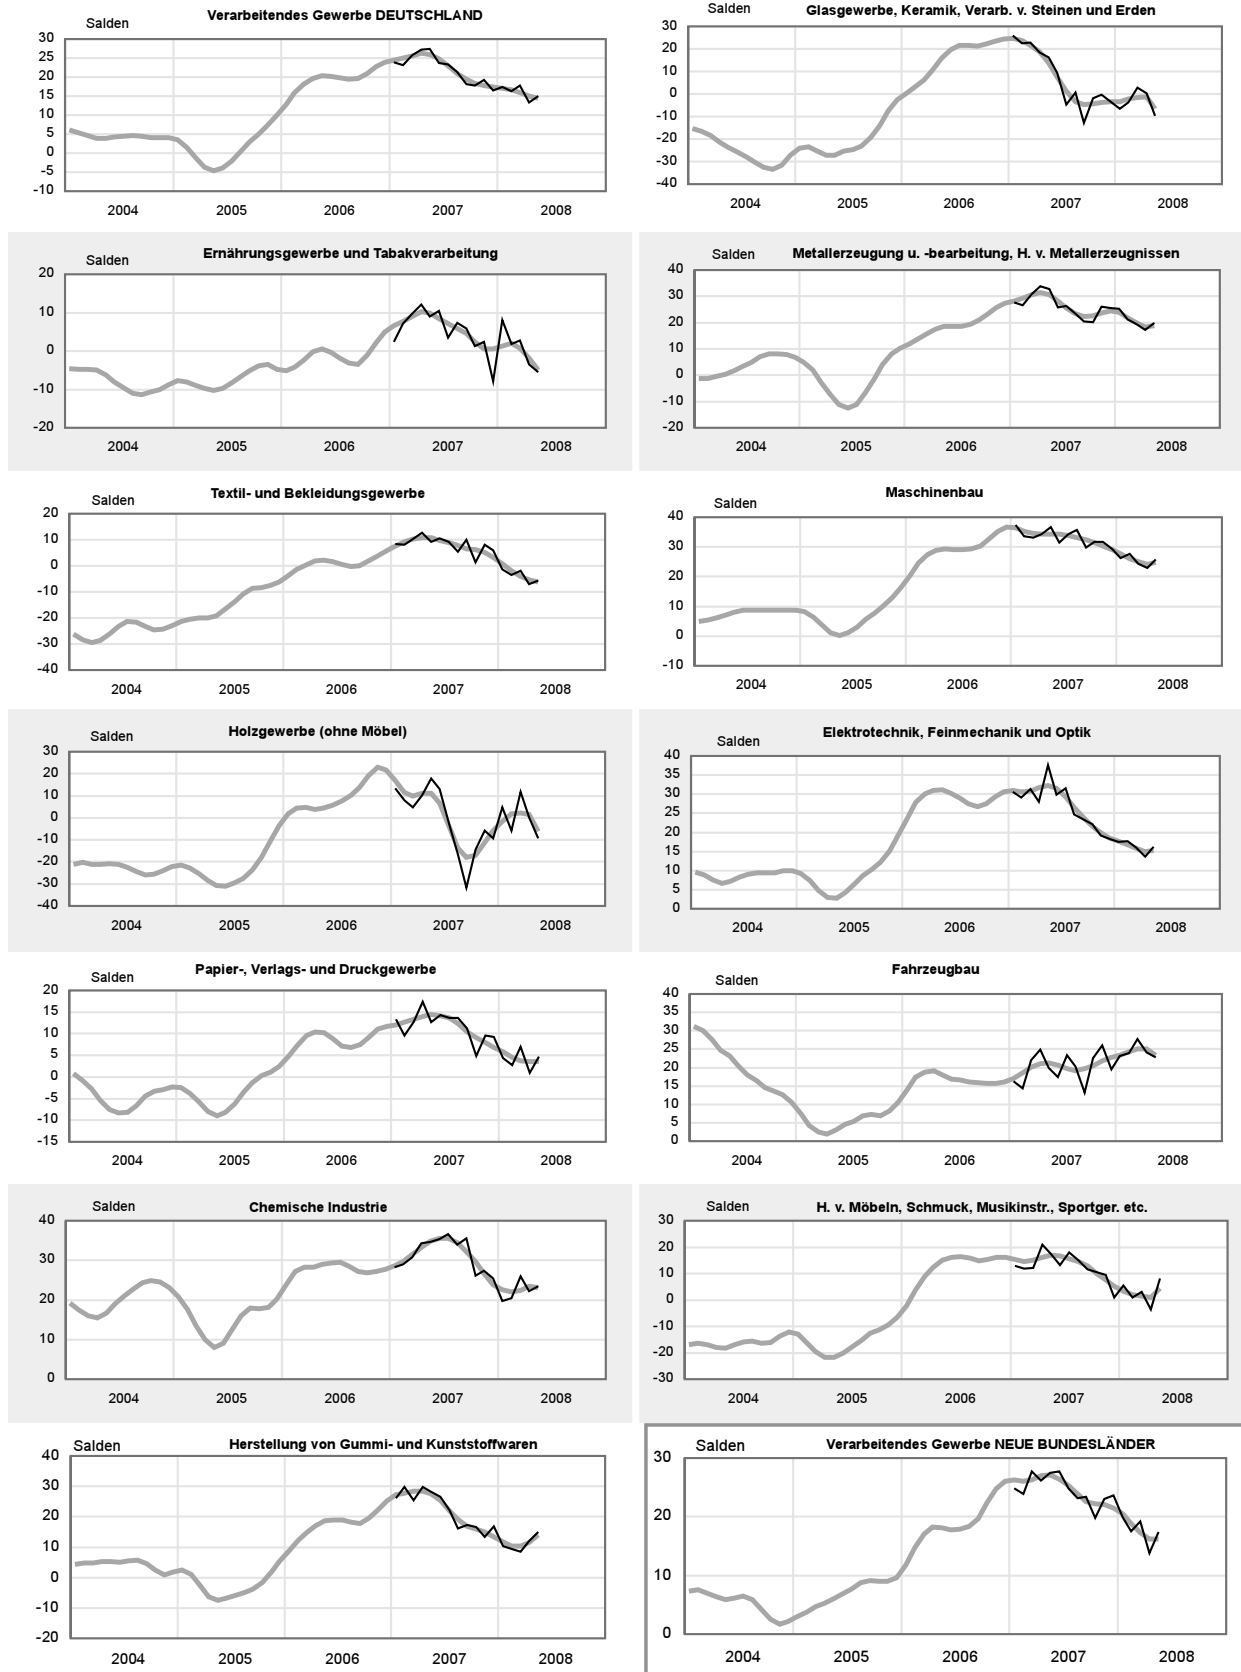 Verarbeitendes Gewerbe DEUTSCHLAND
Salden
30
25
20
15
10
5
0
-5
-10
2004 2005 2006 2007 2008
Glasgewerbe, Keramik, Verarb. v. Steinen und Erden
Salden
30
20
10
0
-10
-20
-30
-40
2004 2005 2006 2007 2008
Ernährungsgewerbe und Tabakverarbeitung
Salden
20
10
0
-10
-20
2004 2005 2006 2007 2008
Metallerzeugung u. -bearbeitung, H. v. Metallerzeugnissen
Salden
40
30
20
10
0
-10
-20
2004 2005 2006 2007 2008
Textil- und Bekleidungsgewerbe
Salden
20
10
0
-10
-20
-30
-40
2004 2005 2006 2007 2008
Maschinenbau
Salden
40
30
20
10
0
-10
2004 2005 2006 2007 2008
Holzgewerbe (ohne Möbel)
Salden
30
20
10
0
-10
-20
-30
-40
2004 2005 2006 2007 2008
Elektrotechnik, Feinmechanik und Optik
Salden
40
35
30
25
20
15
10
5
0
2004 2005 2006 2007 2008
Papier-, Verlags- und Druckgewerbe
Salden
20
15
10
5
0
-5
-10
-15
2004 2005 2006 2007 2008
Fahrzeugbau
Salden
40
35
30
25
20
15
10
5
0
2004 2005 2006 2007 2008
Chemische Industrie
Salden
40
30
20
10
0
2004 2005 2006 2007 2008
H. v. Möbeln, Schmuck, Musikinstr., Sportger. etc.
Salden
30
20
10
0
-10
-20
-30
2004 2005 2006 2007 2008
Herstellung von Gummi- und Kunststoffwaren
Salden
40
30
20
10
0
-10
-20
2004 2005 2006 2007 2008
Verarbeitendes Gewerbe NEUE BUNDESLÄNDER
Salden
30
20
10
0
2004 2005 2006 2007 2008